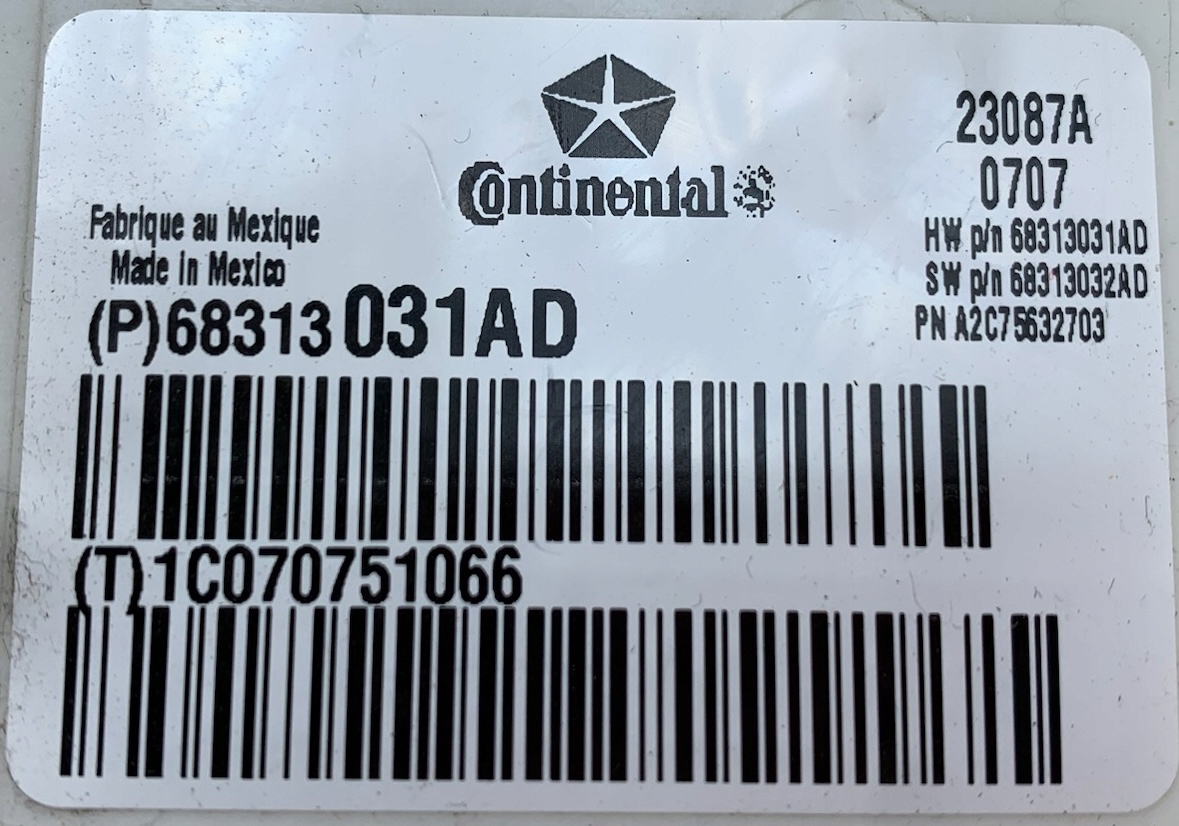 Continental
23087A
0707
HW p/n 68313031AD
SW p/n 68313032AD
PN A2C75632703
Fabrique au Mexique
Made in Mexico
(P)68313031AD
(T)1C070751066